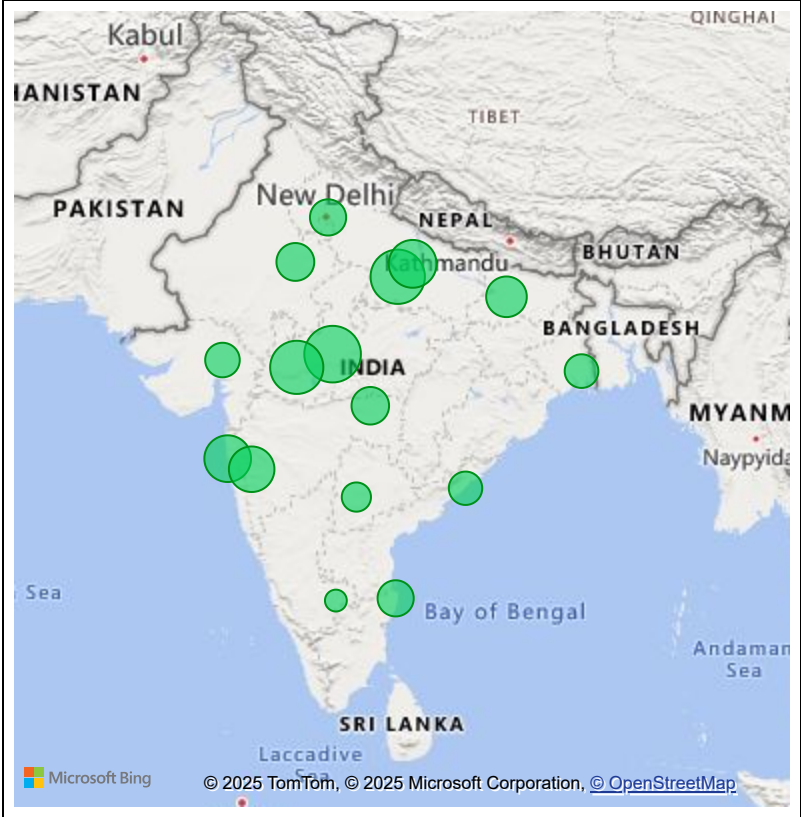 QINGHAI
Kabul
HANISTAN
TIBET
New Delhi
PAKISTAN
NEPAL
BHUTAN
Kathmandu
BANGLADESH
INDIA
MYANM
Naypyida
Sea
Bay of Bengal
Andaman
Sea
SRI LANKA
Laccadive
Sea
Microsoft Bing
© 2025 TomTom, © 2025 Microsoft Corporation, © OpenStreetMap